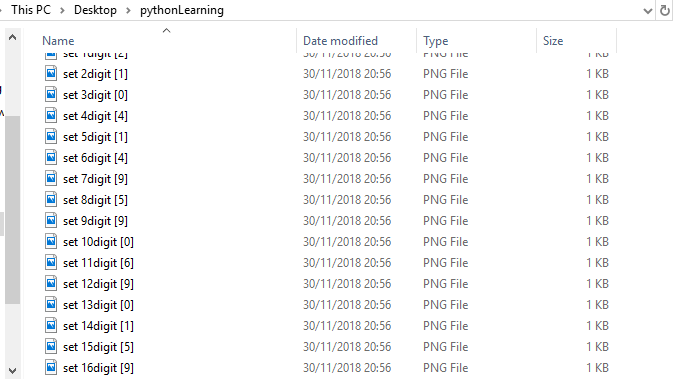 This PC > Desktop > pythonLearning
Name Date modified Type Size
set 1digit [2] 30/11/2018 20:56 PNG File 1 KB
set 2digit [1] 30/11/2018 20:56 PNG File 1 KB
set 3digit [0] 30/11/2018 20:56 PNG File 1 KB
set 4digit [4] 30/11/2018 20:56 PNG File 1 KB
set 5digit [1] 30/11/2018 20:56 PNG File 1 KB
set 6digit [4] 30/11/2018 20:56 PNG File 1 KB
set 7digit [9] 30/11/2018 20:56 PNG File 1 KB
set 8digit [5] 30/11/2018 20:56 PNG File 1 KB
set 9digit [9] 30/11/2018 20:56 PNG File 1 KB
set 10digit [0] 30/11/2018 20:56 PNG File 1 KB
set 11digit [6] 30/11/2018 20:56 PNG File 1 KB
set 12digit [9] 30/11/2018 20:56 PNG File 1 KB
set 13digit [0] 30/11/2018 20:56 PNG File 1 KB
set 14digit [1] 30/11/2018 20:56 PNG File 1 KB
set 15digit [5] 30/11/2018 20:56 PNG File 1 KB
set 16digit [9] 30/11/2018 20:56 PNG File 1 KB